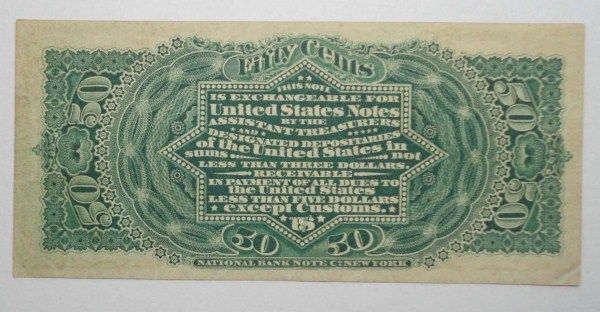 Fifty Cents
THIS NOTE
IS EXCHANGEABLE FOR
United States Notes
BY THE
ASSISTANT TREASURERS
AND
DESIGNATED DEPOSITARIES
of the United States in
sums not
LESS THAN THREE DOLLARS
RECEIVABLE
IN PAYMENT OF ALL DUES TO
the United States
LESS THAN FIVE DOLLARS
except Customs.
50
50
50
50
50 50
NATIONAL BANK NOTE Co. NEW YORK